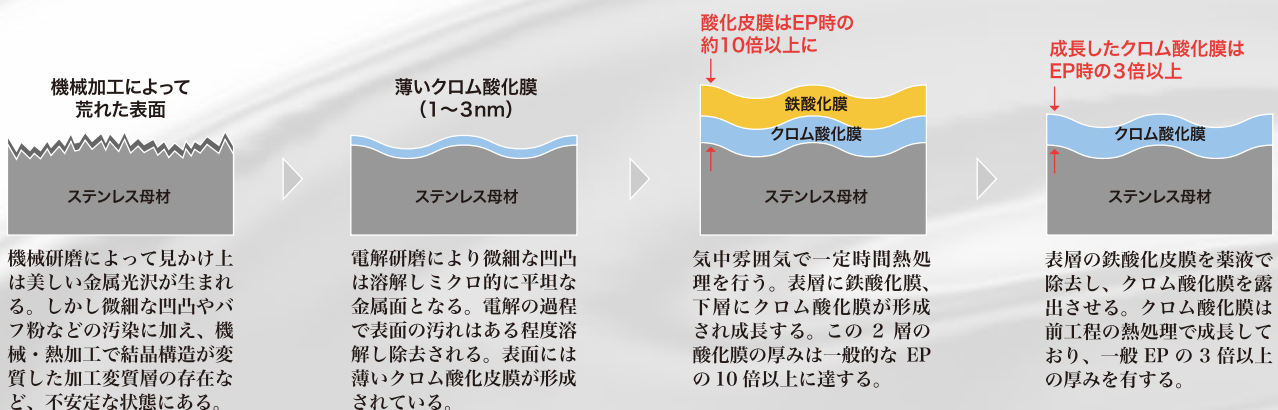 機械加工によって
荒れた表面
ステンレス母材
機械研磨によって見かけ上
は美しい金属光沢が生まれ
る。しかし微細な凹凸やバ
フ粉などの汚染に加え、機
械・熱加工で結晶構造が変
質した加工変質層の存在な
ど、不安定な状態にある。
薄いクロム酸化膜
（1〜3nm）
ステンレス母材
電解研磨により微細な凹凸
は溶解しミクロ的に平坦な
金属面となる。電解の過程
で表面の汚れはある程度溶
解し除去される。表面には
薄いクロム酸化皮膜が形成
されている。
酸化皮膜はEP時の
約10倍以上に
鉄酸化膜
クロム酸化膜
ステンレス母材
気中雰囲気で一定時間熱処
理を行う。表層に鉄酸化膜、
下層にクロム酸化膜が形成
され成長する。この 2 層の
酸化膜の厚みは一般的な EP
の 10 倍以上に達する。
成長したクロム酸化膜は
EP時の3倍以上
クロム酸化膜
ステンレス母材
表層の鉄酸化皮膜を薬液で
除去し、クロム酸化膜を露
出させる。クロム酸化膜は
前工程の熱処理で成長して
おり、一般 EP の 3 倍以上
の厚みを有する。